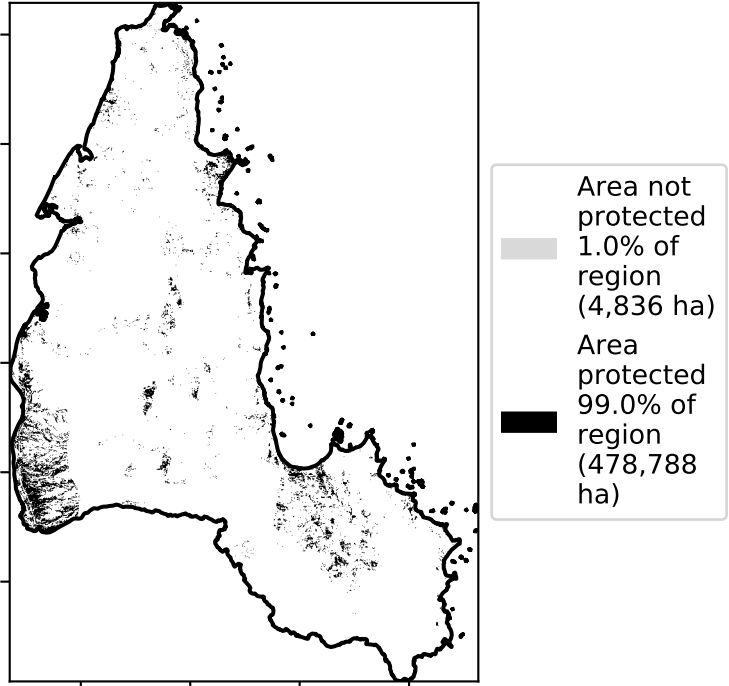 Area not
protected
1.0% of
region
(4,836 ha)
Area
protected
99.0% of
region
(478,788
ha)